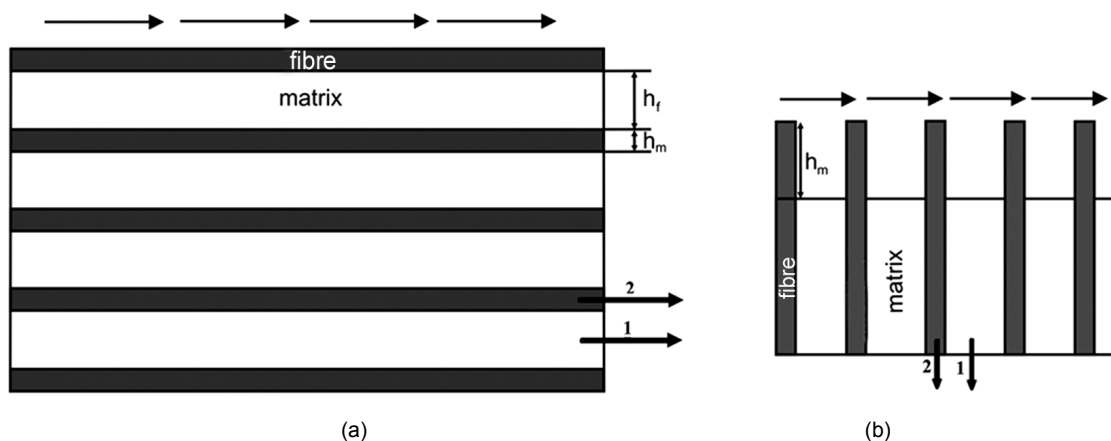 fibre
matrix
h_f
h_m
2
1
(a)
h_m
fibre
matrix
2
1
(b)